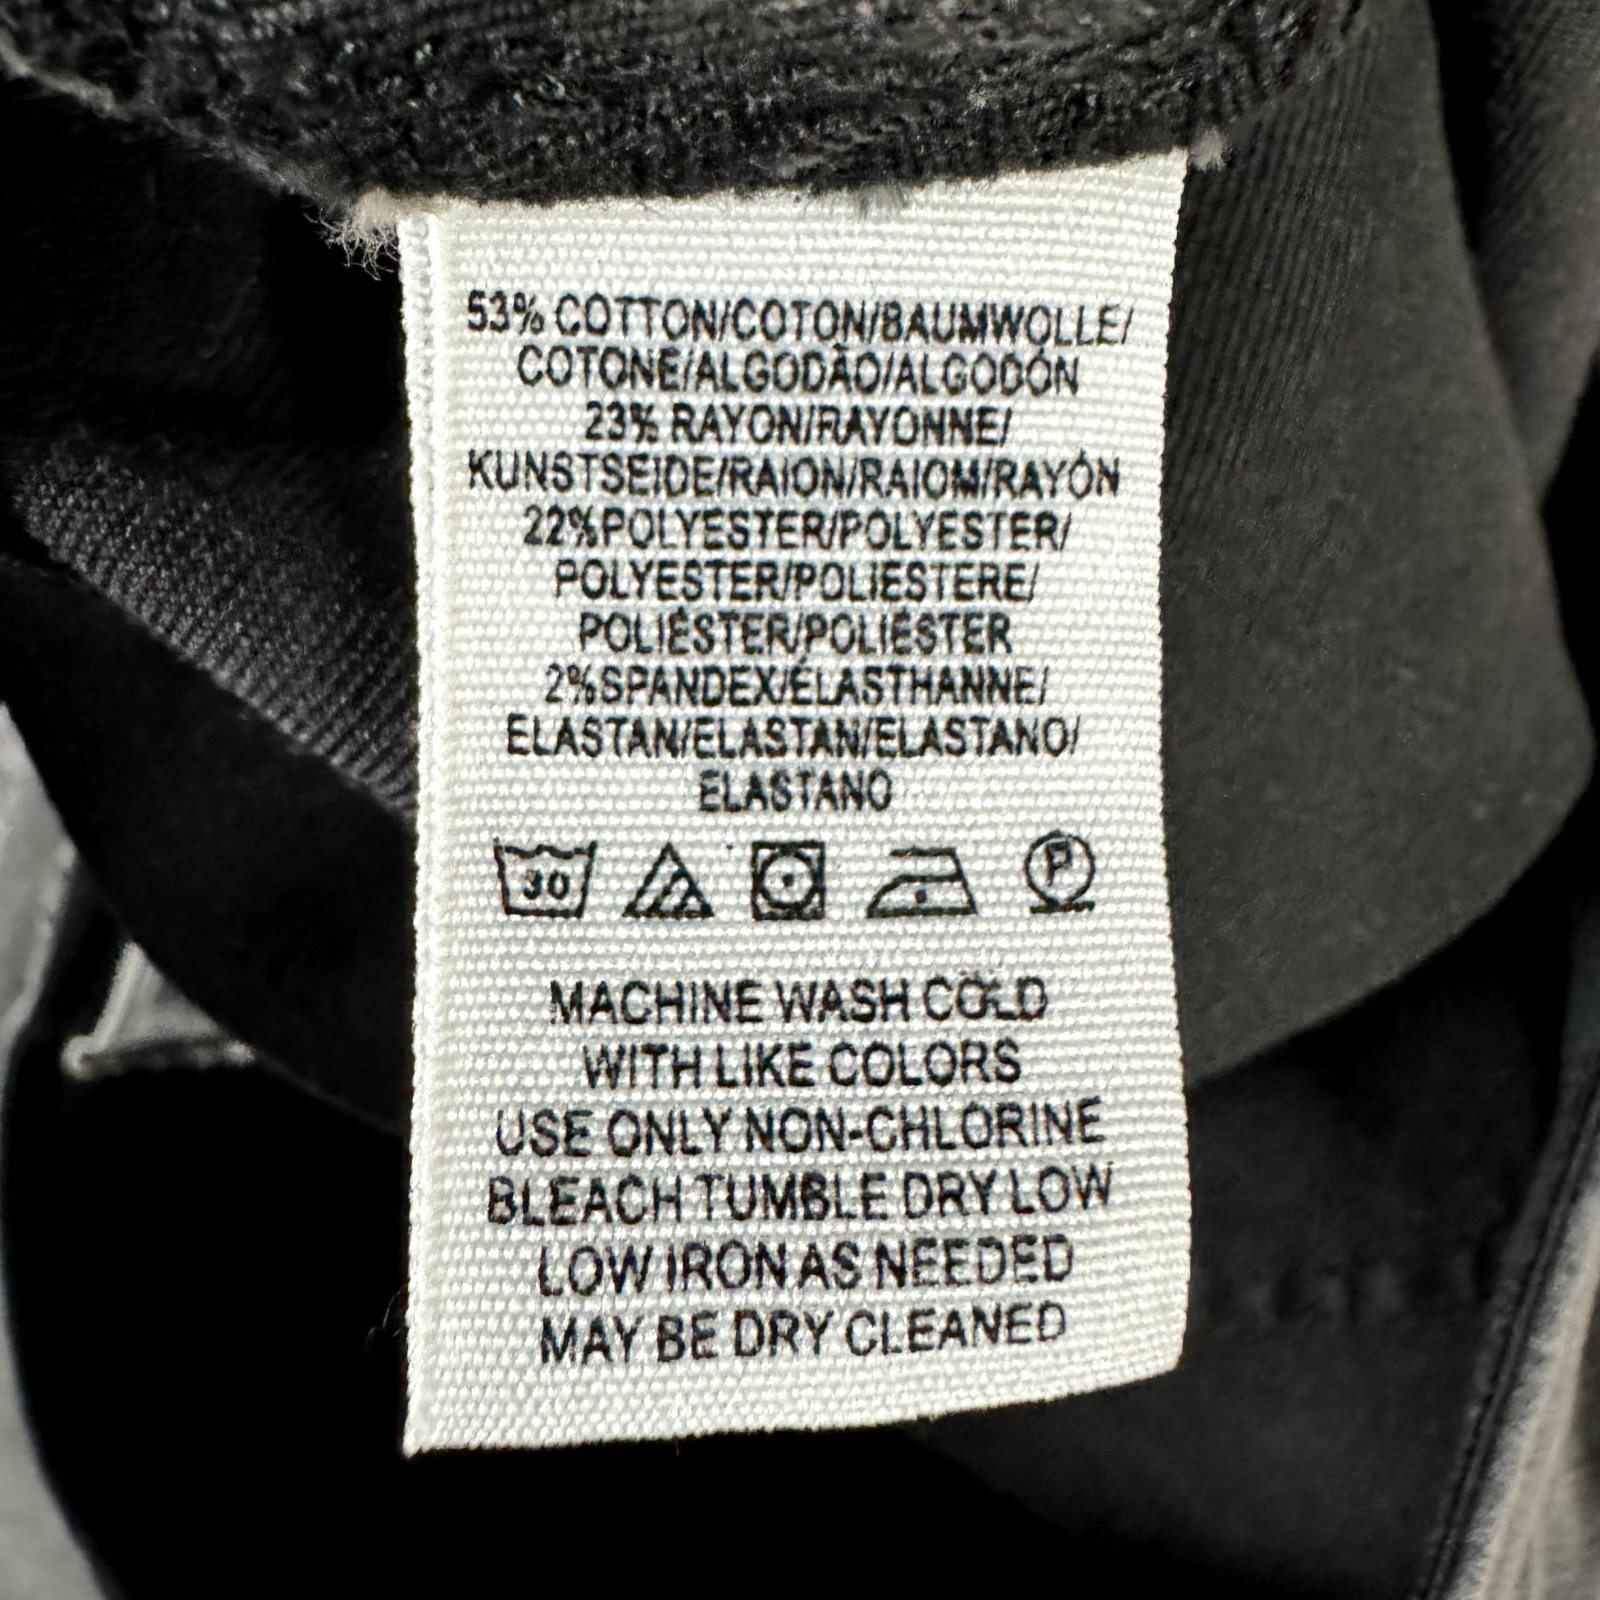 53% COTTON/COTON/BAUMWOLLE/
COTONE/ALGODÃO/ALGODÓN
23% RAYON/RAYONNE/
KUNSTSEIDE/RAION/RAIOM/RAYÓN
22%POLYESTER/POLYESTER/
POLYESTER/POLIESTERE/
POLIÉSTER/POLIÉSTER
2%SPANDEX/ÉLASTHANNE/
ELASTAN/ELASTAN/ELASTANO/
ELASTANO
30 P
MACHINE WASH COLD
WITH LIKE COLORS
USE ONLY NON-CHLORINE
BLEACH TUMBLE DRY LOW
LOW IRON AS NEEDED
MAY BE DRY CLEANED